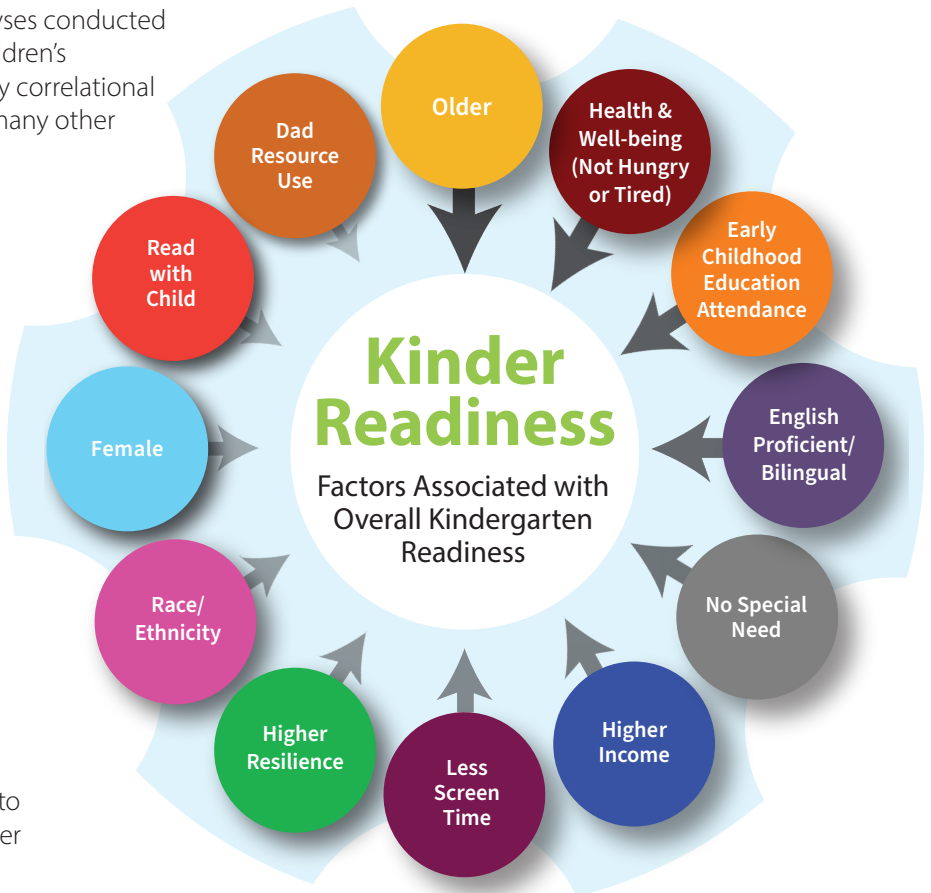 yses conducted
dren's
y correlational
many other
Older
Health &
Well-being
(Not Hungry
or Tired)
Early
Childhood
Education
Attendance
English
Proficient/
Bilingual
No Special
Need
Higher
Income
Less
Screen
Time
Higher
Resilience
Race/
Ethnicity
Female
Read
with
Child
Dad
Resource
Use
Kinder
Readiness
Factors Associated with
Overall Kindergarten
Readiness
to
er